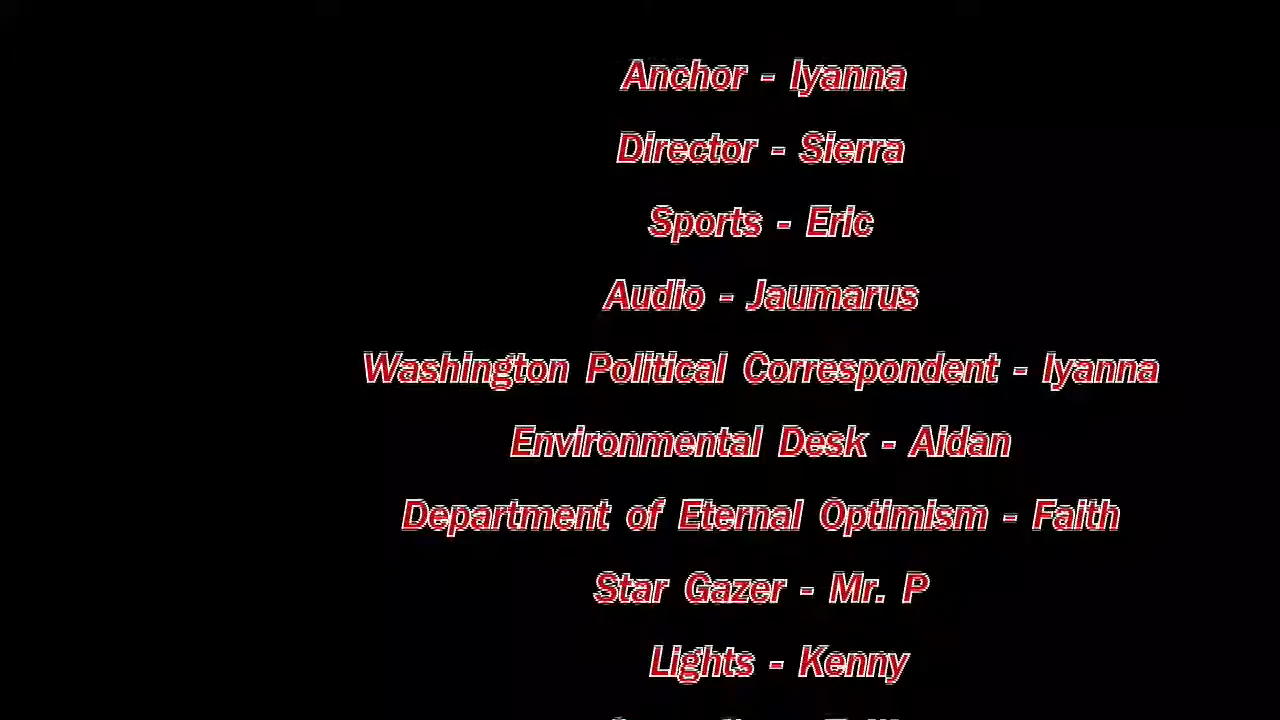 Anchor - Iyanna
Director - Sierra
Sports - Eric
Audio - Jaumarus
Washington Political Correspondent - Iyanna
Environmental Desk - Aidan
Department of Eternal Optimism - Faith
Star Gazer - Mr. P
Lights - Kenny